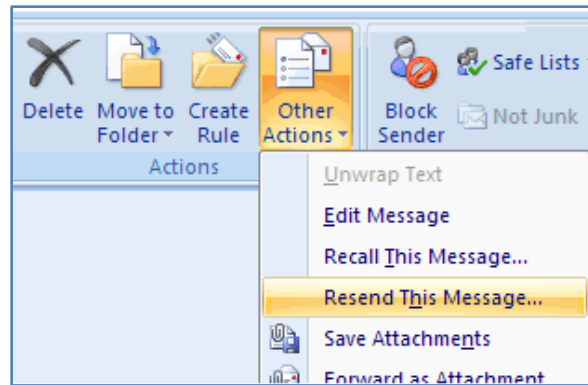 Delete Move to Folder Create Rule Other Actions Block Sender Safe Lists
Not Junk
Actions
Unwrap Text
Edit Message
Recall This Message...
Resend This Message...
Save Attachments
Forward as Attachment